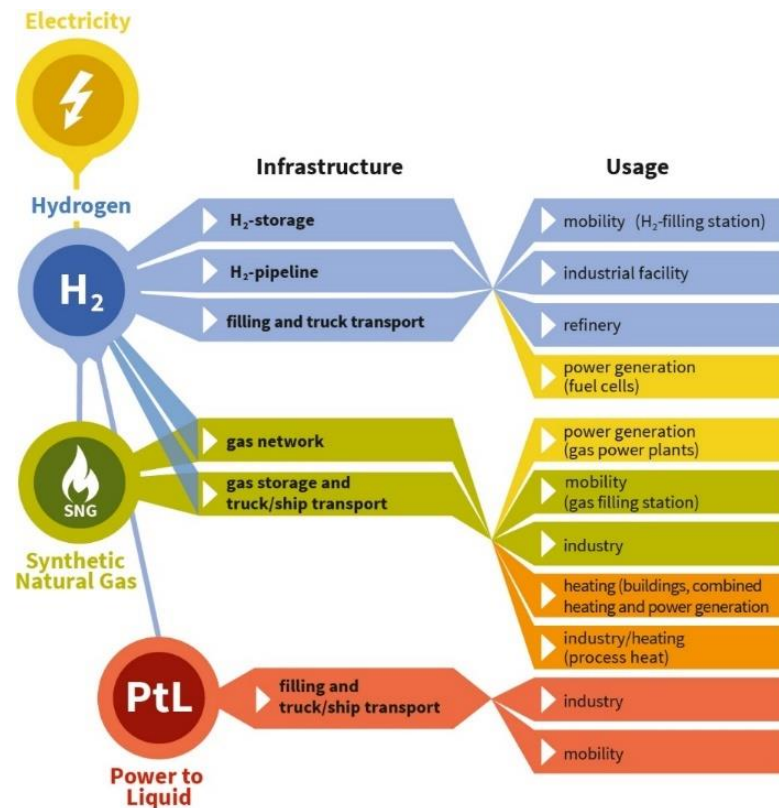 Electricity
Infrastructure
Usage
Hydrogen
H₂
H₂-storage
H₂-pipeline
filling and truck transport
mobility (H₂-filling station)
industrial facility
refinery
power generation
(fuel cells)
SNG
Synthetic
Natural Gas
gas network
gas storage and
truck/ship transport
power generation
(gas power plants)
mobility
(gas filling station)
industry
heating (buildings, combined
heating and power generation
industry/heating
(process heat)
PtL
Power to
Liquid
filling and
truck/ship transport
industry
mobility